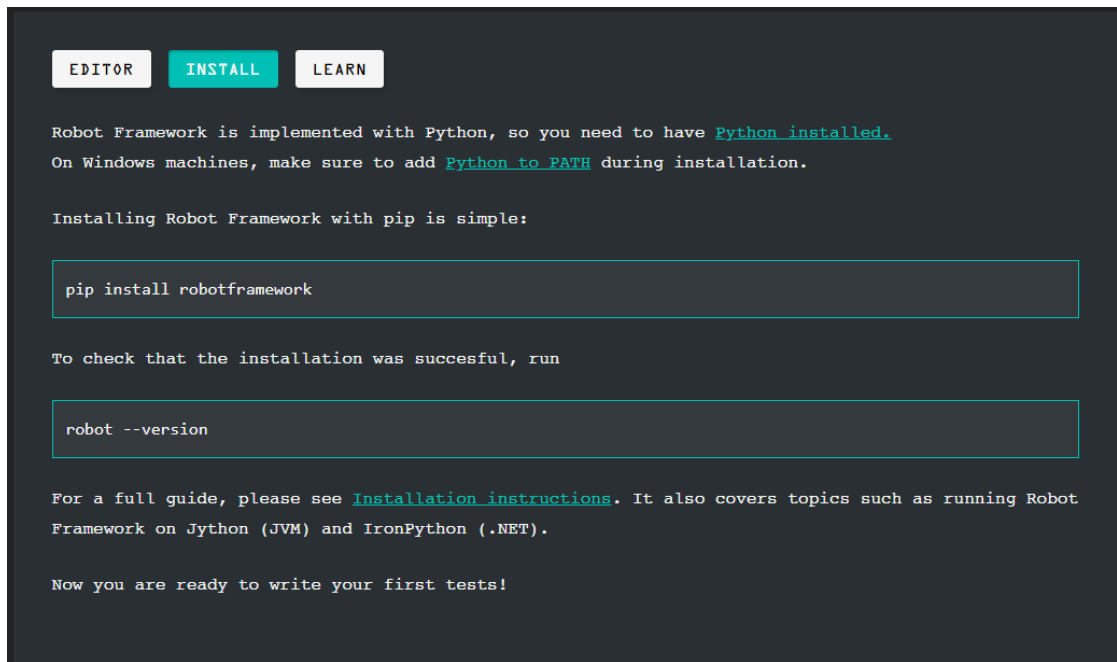 EDITOR INSTALL LEARN
Robot Framework is implemented with Python, so you need to have Python installed.
On Windows machines, make sure to add Python to PATH during installation.
Installing Robot Framework with pip is simple:
pip install robotframework
To check that the installation was succesful, run
robot --version
For a full guide, please see Installation instructions. It also covers topics such as running Robot
Framework on Jython (JVM) and IronPython (.NET).
Now you are ready to write your first tests!